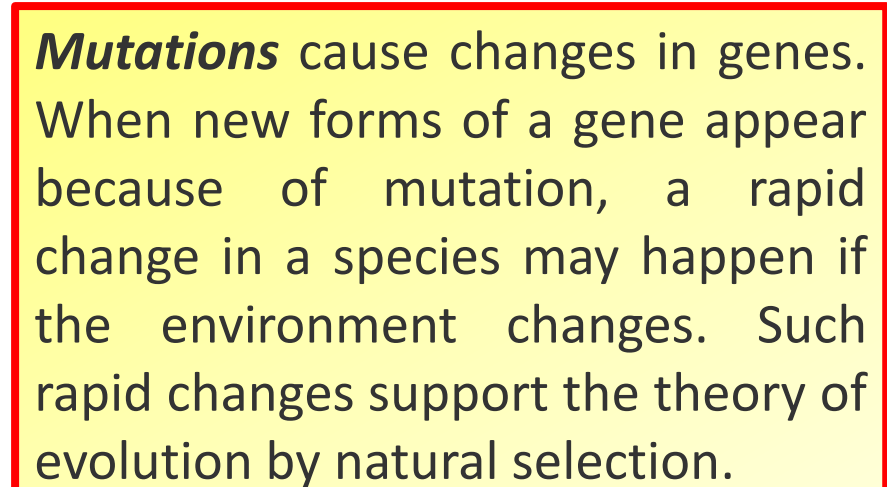 Mutations cause changes in genes.
When new forms of a gene appear
because of mutation, a rapid
change in a species may happen if
the environment changes. Such
rapid changes support the theory of
evolution by natural selection.